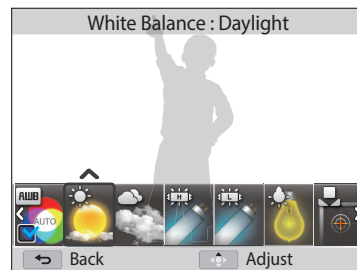 White Balance : Daylight
AWB
AUTO
H
L
Back
Adjust